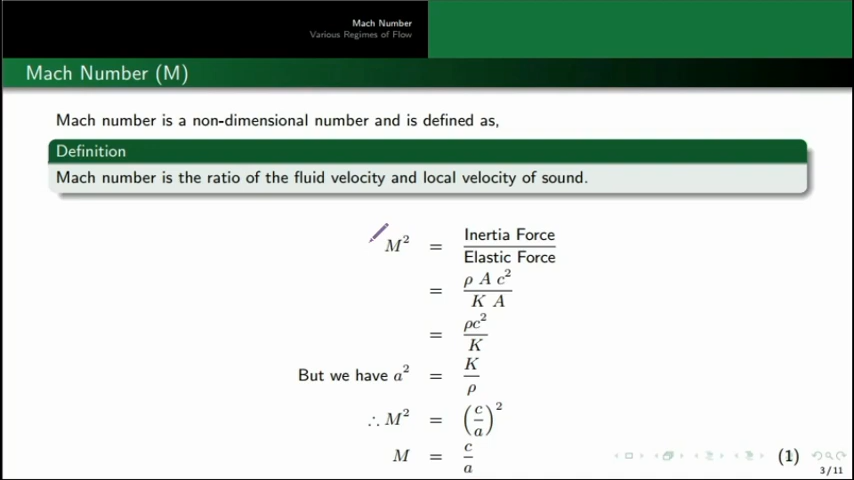 Mach Number
Various Regimes of Flow
Mach Number (M)
Mach number is a non-dimensional number and is defined as,
Definition
Mach number is the ratio of the fluid velocity and local velocity of sound.
M² = Inertia Force / Elastic Force
= ρ A c² / K A
= ρc² / K
But we have a² = K / ρ
∴ M² = (c / a)²
M = c / a (1)
3/11